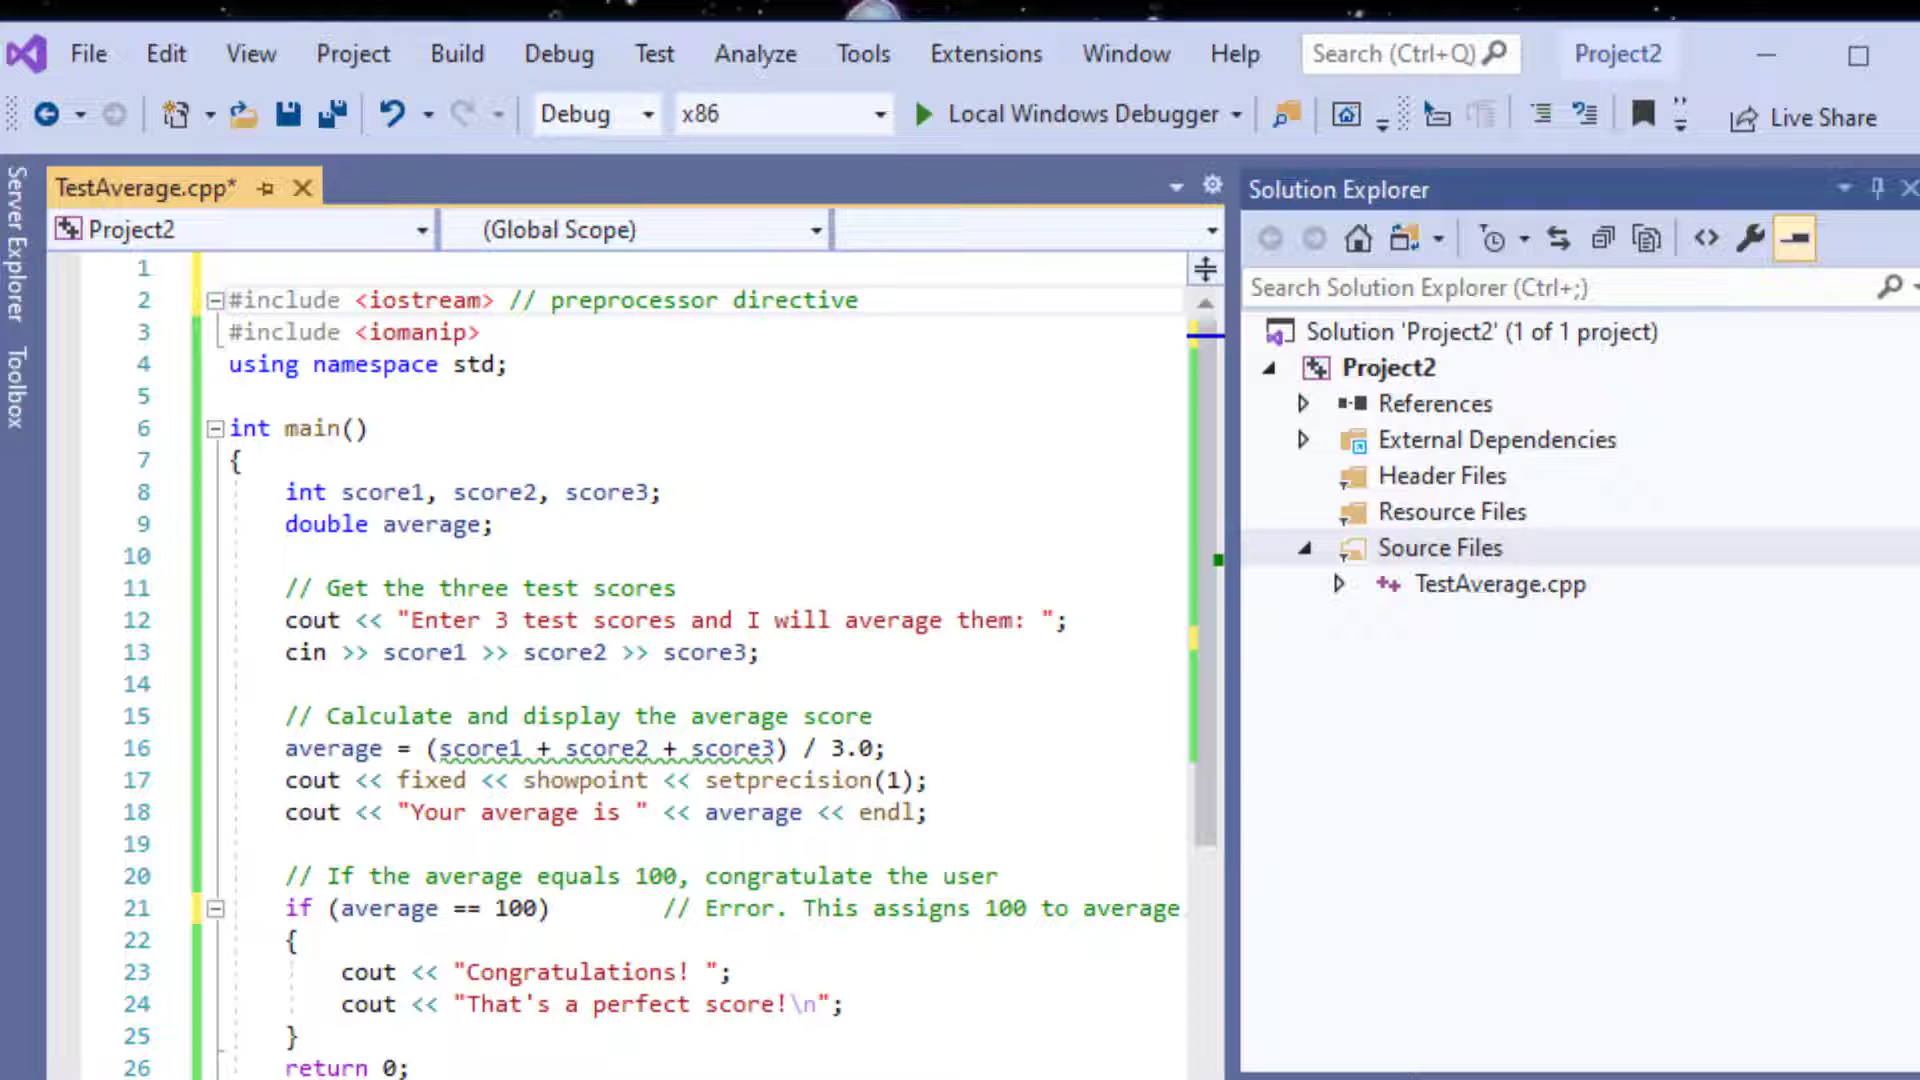 File Edit View Project Build Debug Test Analyze Tools Extensions Window Help Search (Ctrl+Q) Project2
Debug x86 Local Windows Debugger Live Share
Server Explorer
Toolbox
TestAverage.cpp*
Project2 (Global Scope)
1
2 #include <iostream> // preprocessor directive
3 #include <iomanip>
4 using namespace std;
5
6 int main()
7 {
8 int score1, score2, score3;
9 double average;
10
11 // Get the three test scores
12 cout << "Enter 3 test scores and I will average them: ";
13 cin >> score1 >> score2 >> score3;
14
15 // Calculate and display the average score
16 average = (score1 + score2 + score3) / 3.0;
17 cout << fixed << showpoint << setprecision(1);
18 cout << "Your average is " << average << endl;
19
20 // If the average equals 100, congratulate the user
21 if (average == 100) // Error. This assigns 100 to average
22 {
23 cout << "Congratulations! ";
24 cout << "That's a perfect score!\n";
25 }
26 return 0;
Solution Explorer
Search Solution Explorer (Ctrl+;)
Solution 'Project2' (1 of 1 project)
Project2
References
External Dependencies
Header Files
Resource Files
Source Files
TestAverage.cpp